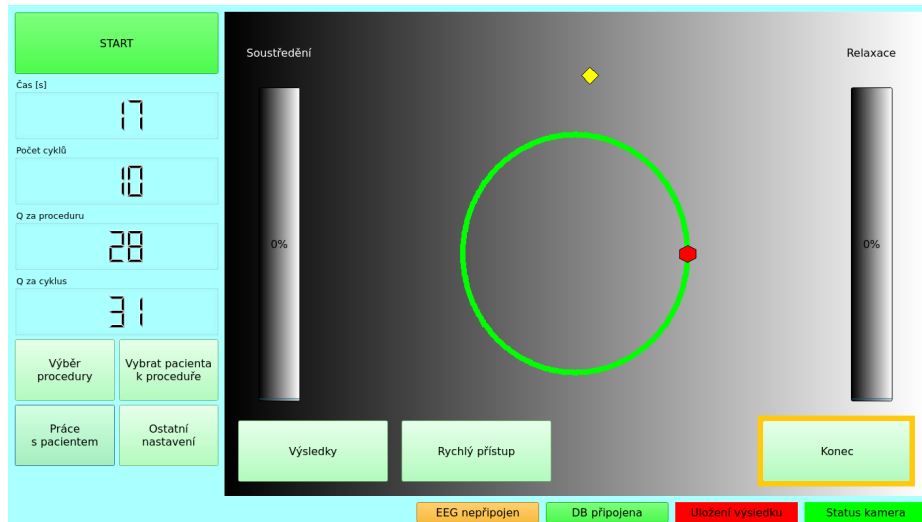 START
Čas [s]
17
Počet cyklů
10
Q za proceduru
28
Q za cyklus
31
Výběr
procedury
Vybrat pacienta
k proceduře
Práce
s pacientem
Ostatní
nastavení
Soustředění
Relaxace
0%
0%
Výsledky
Rychlý přístup
Konec
EEG nepřipojen
DB připojena
Uložení výsledku
Status kamera